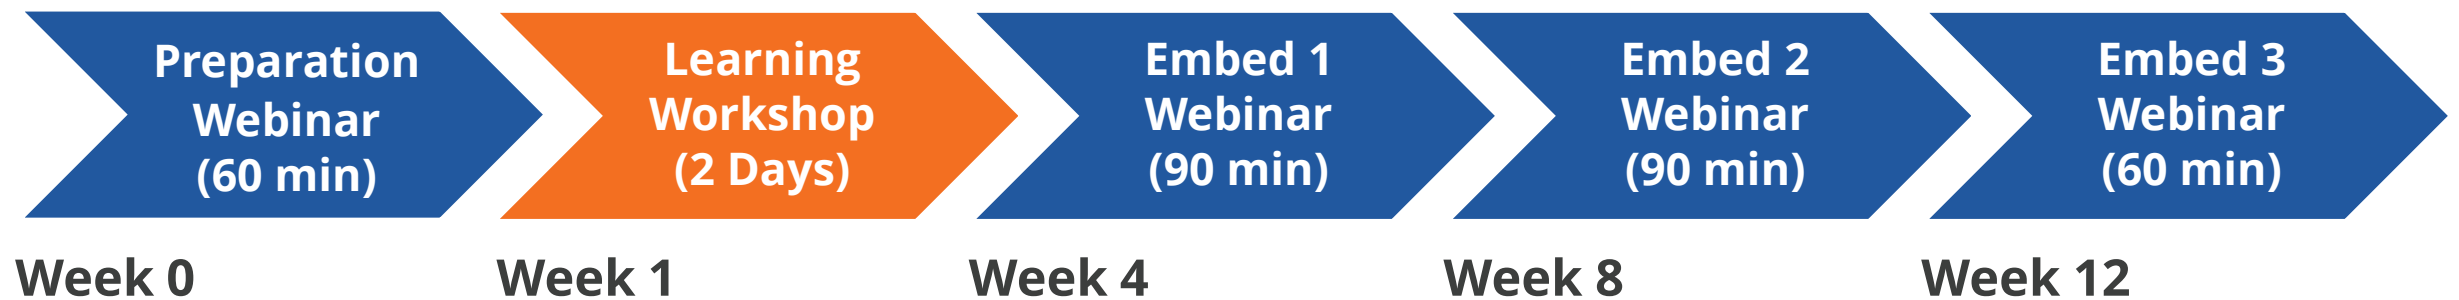 Preparation
Webinar
(60 min)
Learning
Workshop
(2 Days)
Embed 1
Webinar
(90 min)
Embed 2
Webinar
(90 min)
Embed 3
Webinar
(60 min)
Week 0
Week 1
Week 4
Week 8
Week 12